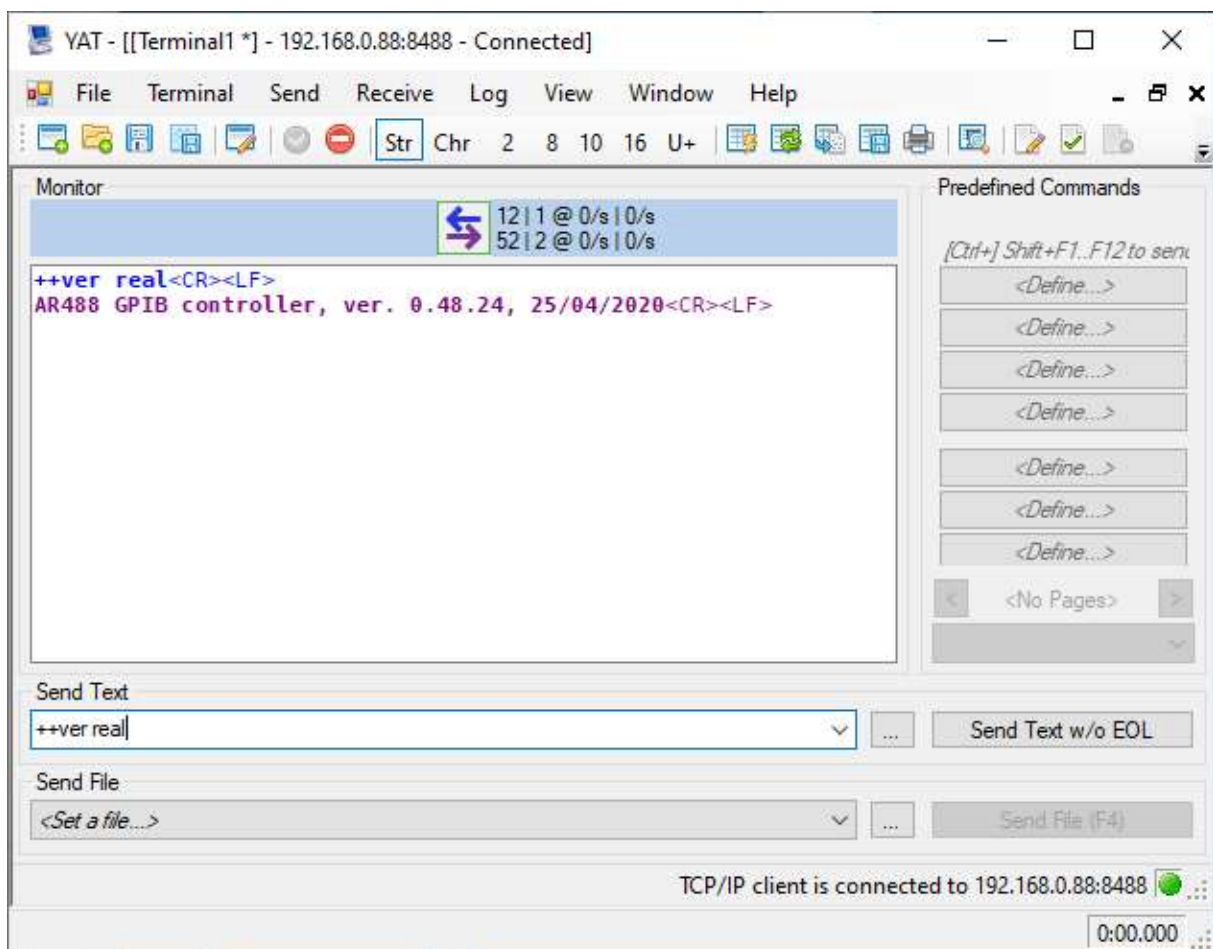 YAT - [[Terminal1 *] - 192.168.0.88:8488 - Connected]
File Terminal Send Receive Log View Window Help
Str Chr 2 8 10 16 U+
Monitor
12 | 1 @ 0/s | 0/s
52 | 2 @ 0/s | 0/s
++ver real<CR><LF>
AR488 GPIB controller, ver. 0.48.24, 25/04/2020<CR><LF>
Predefined Commands
[Ctrl+] Shift+F1..F12 to send
<Define...>
<Define...>
<Define...>
<Define...>
<Define...>
<Define...>
<Define...>
< <No Pages> >
Send Text
++ver real
... Send Text w/o EOL
Send File
<Set a file...>
... Send File (F4)
TCP/IP client is connected to 192.168.0.88:8488
0:00.000